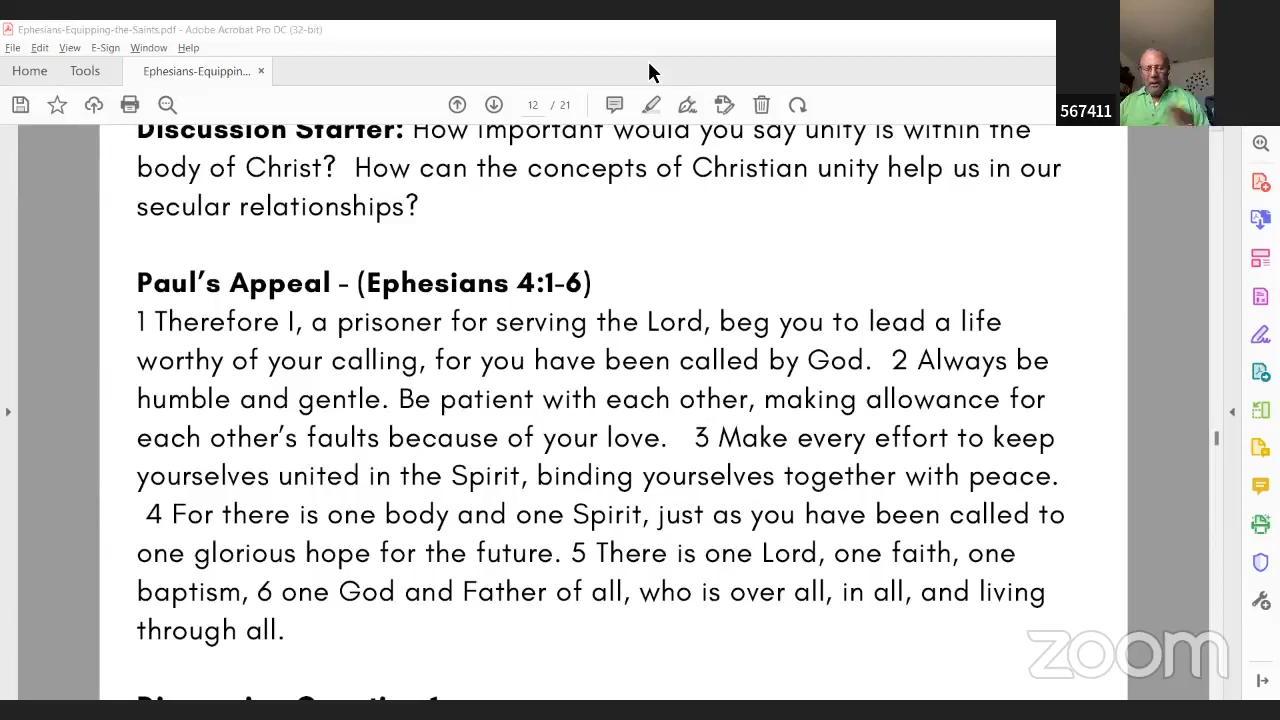 Ephesians-Equipping-the-Saints.pdf - Adobe Acrobat Pro DC (32-bit)
File Edit View E-Sign Window Help
Home Tools Ephesians-Equippin... ×
12 / 21
567411
Discussion Starter: How important would you say unity is within the
body of Christ? How can the concepts of Christian unity help us in our
secular relationships?
Paul's Appeal - (Ephesians 4:1-6)
1 Therefore I, a prisoner for serving the Lord, beg you to lead a life
worthy of your calling, for you have been called by God. 2 Always be
humble and gentle. Be patient with each other, making allowance for
each other's faults because of your love. 3 Make every effort to keep
yourselves united in the Spirit, binding yourselves together with peace.
4 For there is one body and one Spirit, just as you have been called to
one glorious hope for the future. 5 There is one Lord, one faith, one
baptism, 6 one God and Father of all, who is over all, in all, and living
through all.
zoom